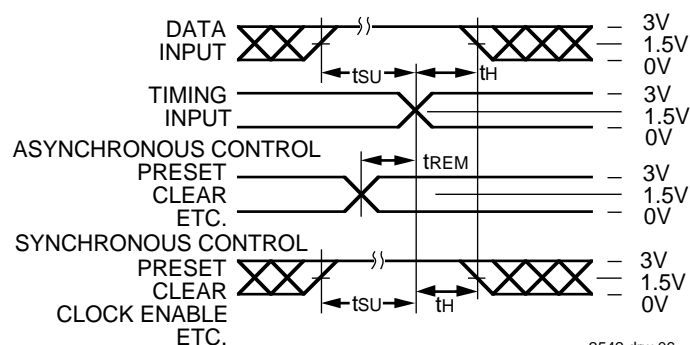 DATA
INPUT
3V
1.5V
0V
tSU
tH
TIMING
INPUT
3V
1.5V
0V
ASYNCHRONOUS CONTROL
tREM
PRESET
CLEAR
ETC.
3V
1.5V
0V
SYNCHRONOUS CONTROL
PRESET
CLEAR
CLOCK ENABLE
ETC.
3V
1.5V
0V
tSU
tH